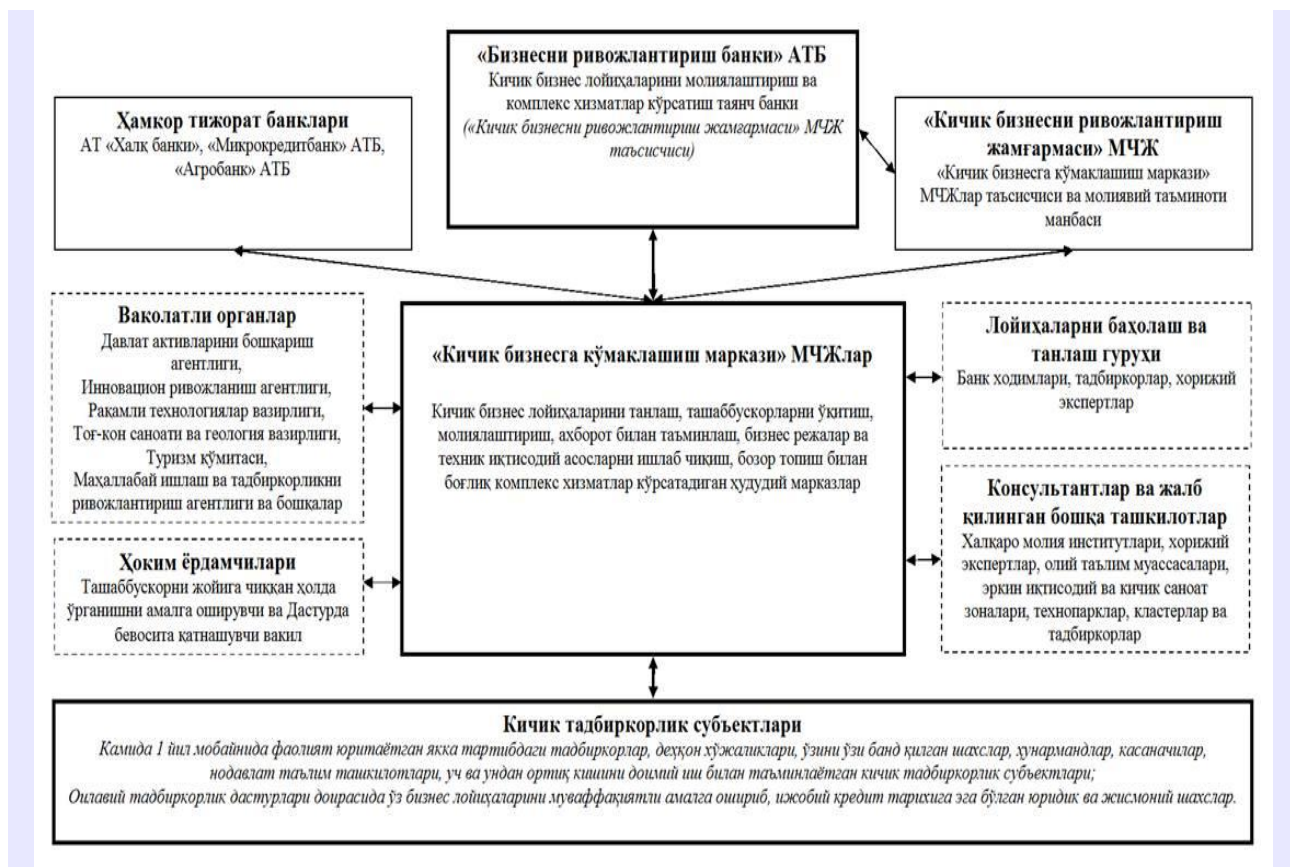 «Бизнесни ривожлантириш банки» АТБ
Кичик бизнес лойиҳаларини молиялаштириш ва
комплекс хизматлар кўрсатиш таянч банки
(«Кичик бизнесни ривожлантириш жамғармаси» МЧЖ
таъсисчиси)
Ҳамкор тижорат банклари
АТ «Халқ банки», «Микрокредитбанк» АТБ,
«Агробанк» АТБ
«Кичик бизнесни ривожлантириш
жамғармаси» МЧЖ
«Кичик бизнесга кўмаклашиш маркази»
МЧЖлар таъсисчиси ва молиявий таъминоти
манбаси
Ваколатли органлар
Давлат активларини бошқариш
агентлиги,
Инновацион ривожланиш агентлиги,
Рақамли технологиялар вазирлиги,
Тоғ-кон саноати ва геология вазирлиги,
Туризм қўмитаси,
Маҳаллабай ишлаш ва тадбиркорликни
ривожлантириш агентлиги ва бошқалар
Ҳоким ёрдамчилари
Ташаббускорни жойига чиққан ҳолда
ўрганишни амалга оширувчи ва Дастурда
бевосита қатнашувчи вакил
«Кичик бизнесга кўмаклашиш маркази» МЧЖлар
Кичик бизнес лойиҳаларини танлаш, ташаббускорларни ўқитиш,
молиялаштириш, ахборот билан таъминлаш, бизнес режалар ва
техник иқтисодий асосларни ишлаб чиқиш, бозор топиш билан
боғлиқ комплекс хизматлар кўрсатадиган ҳудудий марказлар
Лойиҳаларни баҳолаш ва
танлаш гуруҳи
Банк ходимлари, тадбиркорлар, хорижий
экспертлар
Консультантлар ва жалб
қилинган бошқа ташкилотлар
Халқаро молия институтлари, хорижий
экспертлар, олий таълим муассасалари,
эркин иқтисодий ва кичик саноат
зоналари, технопарклар, кластерлар ва
тадбиркорлар
Кичик тадбиркорлик субъектлари
Камида 1 йил мобайнида фаолият юритаётган якка тартибдаги тадбиркорлар, деҳқон хўжаликлари, ўзини ўзи банд қилган шахслар, ҳунармандлар, касаначилар,
нодавлат таълим ташкилотлари, уч ва ундан ортиқ кишини доимий иш билан таъминлаётган кичик тадбиркорлик субъектлари;
Оилавий тадбиркорлик дастурлари доирасида ўз бизнес лойиҳаларини муваффақиятли амалга ошириб, ижобий кредит тарихига эга бўлган юридик ва жисмоний шахслар.